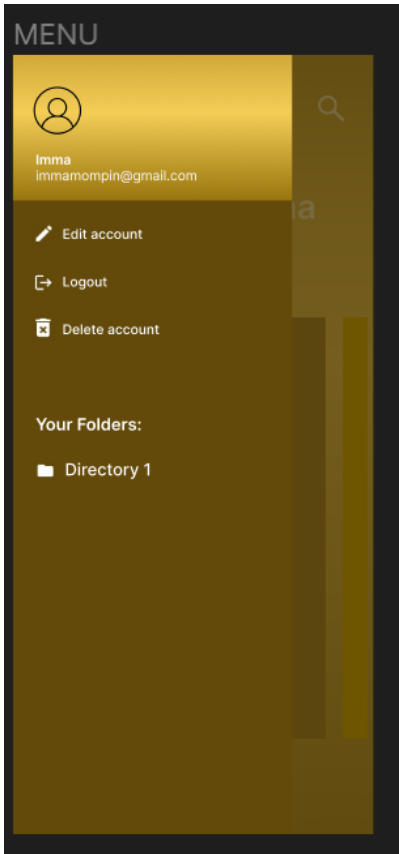 MENU
Imma
immamompin@gmail.com
Edit account
Logout
Delete account
Your Folders:
Directory 1